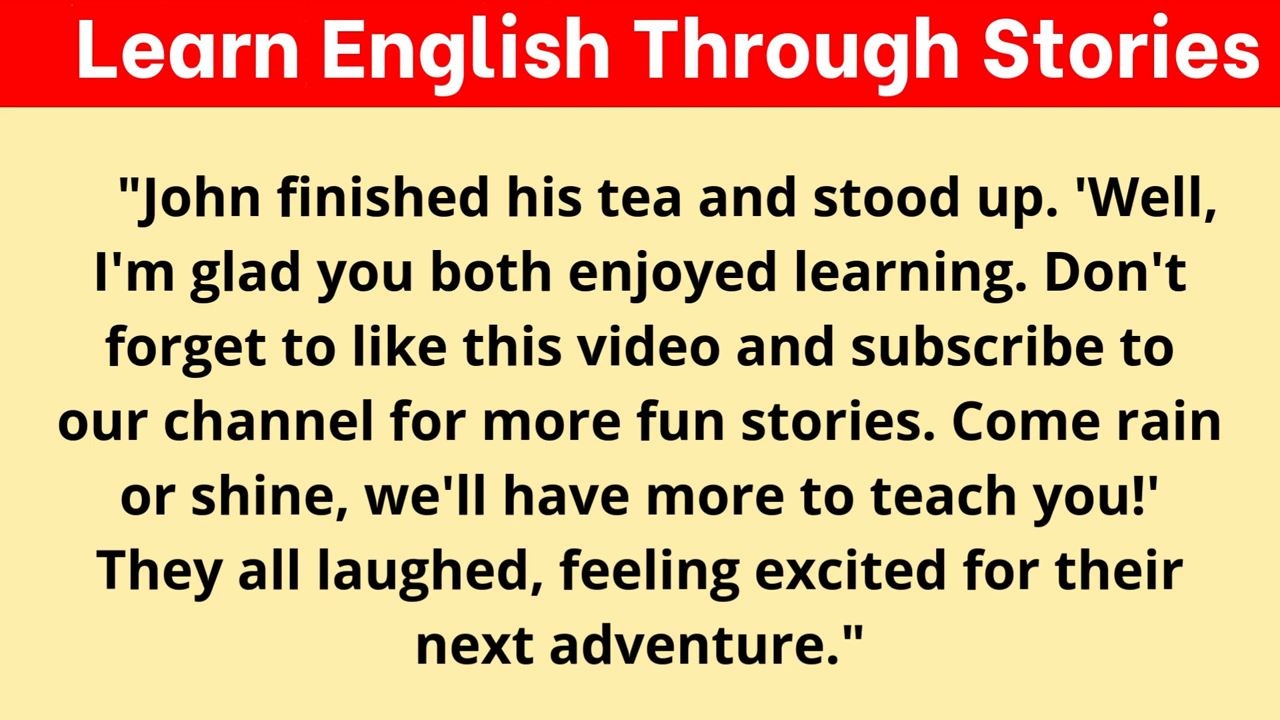 Learn English Through Stories
"John finished his tea and stood up. 'Well,
I'm glad you both enjoyed learning. Don't
forget to like this video and subscribe to
our channel for more fun stories. Come rain
or shine, we'll have more to teach you!'
They all laughed, feeling excited for their
next adventure."